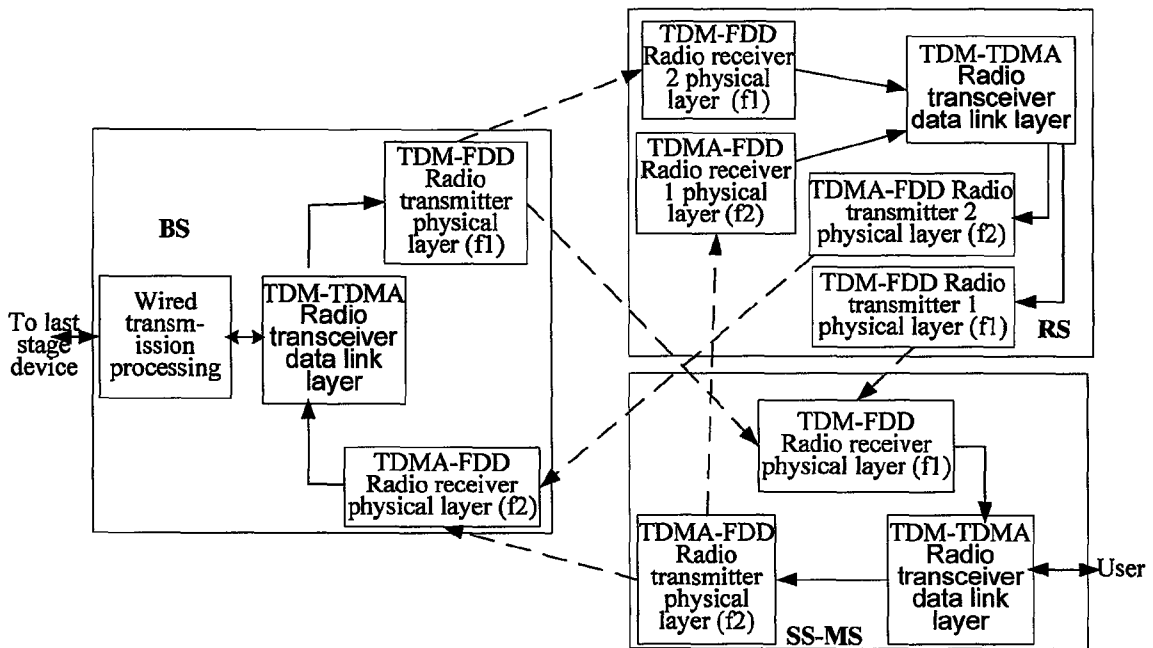 BS
To last
stage
device
Wired
transm-
ission
processing
TDM-TDMA
Radio
transceiver
data link
layer
TDM-FDD
Radio
transmitter
physical
layer (f1)
TDMA-FDD
Radio receiver
physical layer (f2)
TDM-FDD
Radio receiver
2 physical
layer (f1)
TDMA-FDD
Radio receiver
1 physical
layer (f2)
TDM-TDMA
Radio
transceiver
data link layer
TDMA-FDD Radio
transmitter 2
physical layer (f2)
TDM-FDD Radio
transmitter 1
physical layer (f1)
RS
TDM-FDD
Radio receiver
physical layer (f1)
TDMA-FDD
Radio
transmitter
physical
layer (f2)
TDM-TDMA
Radio
transceiver
data link
layer
User
SS-MS